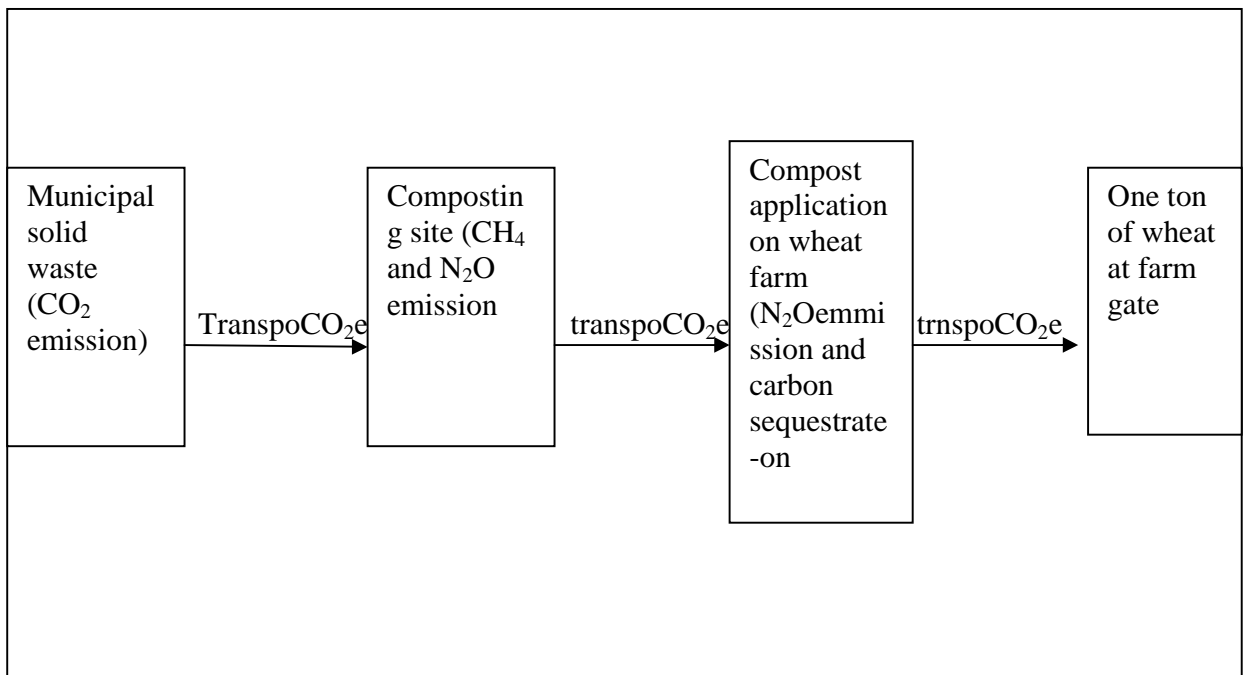 Municipal
solid
waste
(CO₂
emission)
TranspoCO₂e
Compostin
g site (CH₄
and N₂O
emission
transpoCO₂e
Compost
application
on wheat
farm
(N₂Oemmi
ssion and
carbon
sequestrate
-on
trnspoCO₂e
One ton
of wheat
at farm
gate